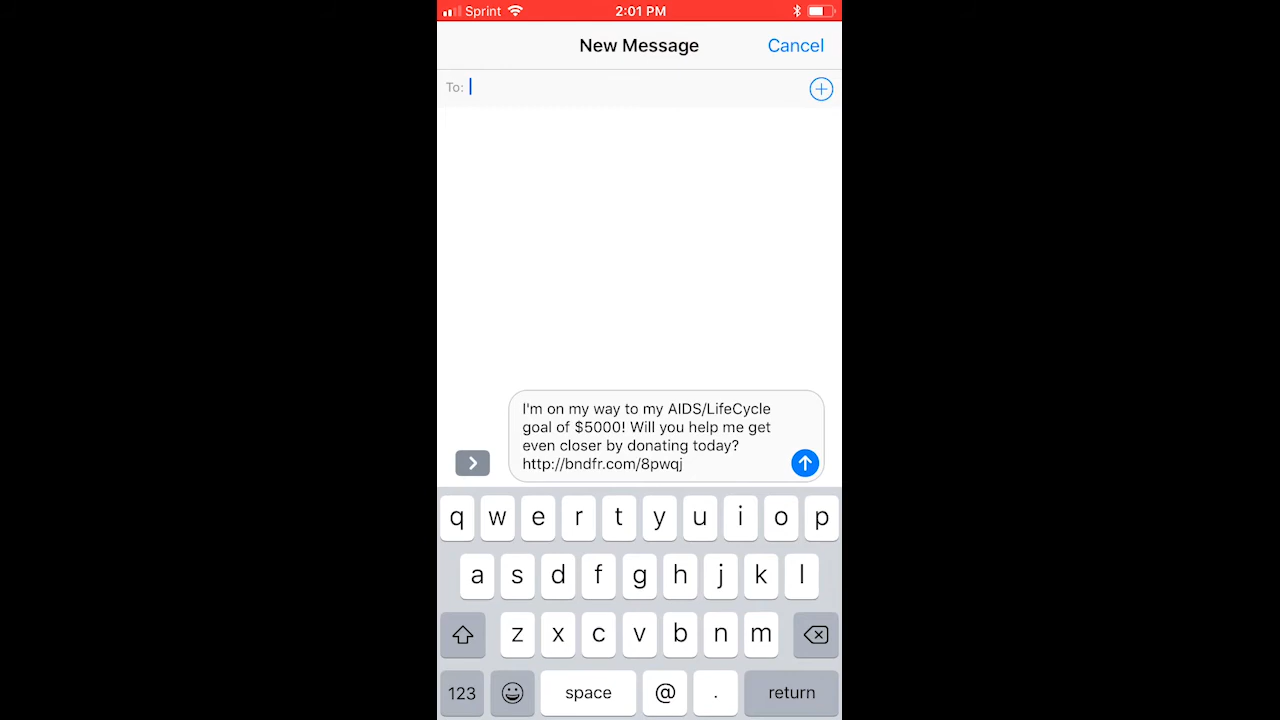 Sprint 2:01 PM
New Message Cancel
To:
I'm on my way to my AIDS/LifeCycle
goal of $5000! Will you help me get
even closer by donating today?
http://bndfr.com/8pwqj
q w e r t y u i o p
a s d f g h j k l
z x c v b n m
123 space @ . return